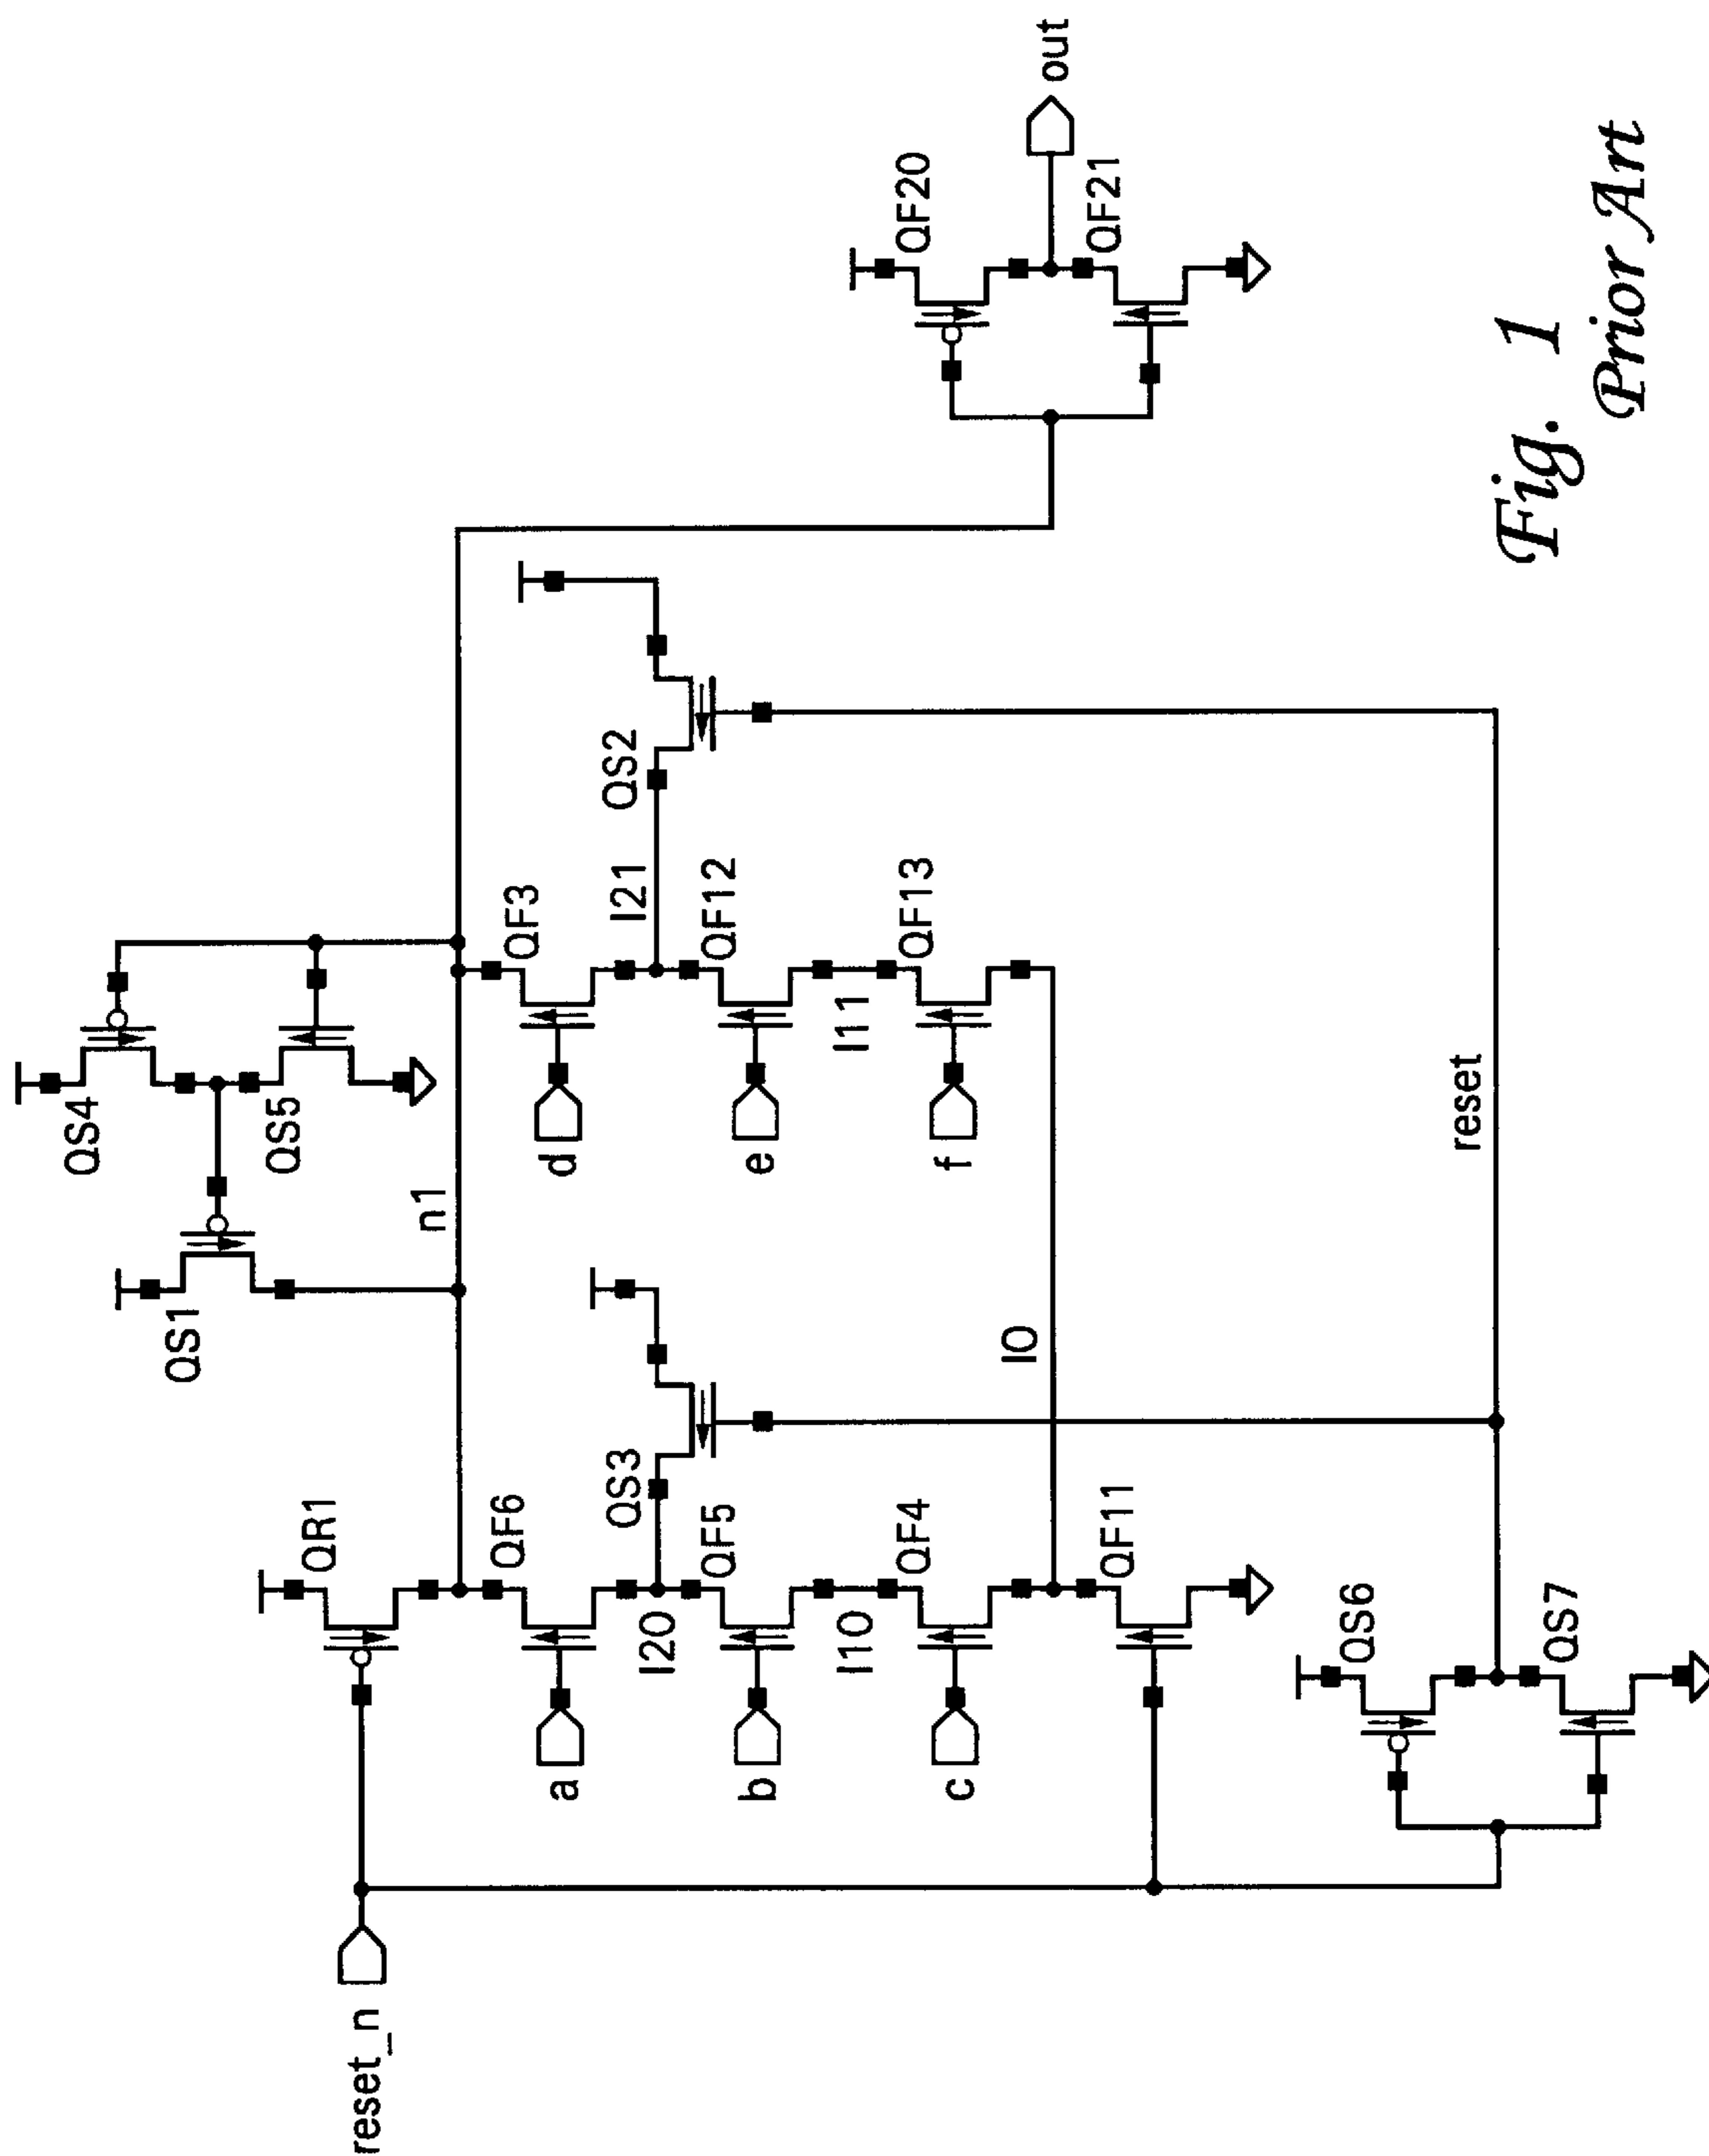 QS4
QS1
QS5
QR1
reset_n
n1
QF6
QF3
a
d
QS3
QS2
I21
I20
QF5
QF12
b
e
I10
I11
QF4
QF13
QF20
c
f
I0
out
QF21
QF11
QS6
reset
QS7
Fig. 1
Prior Art